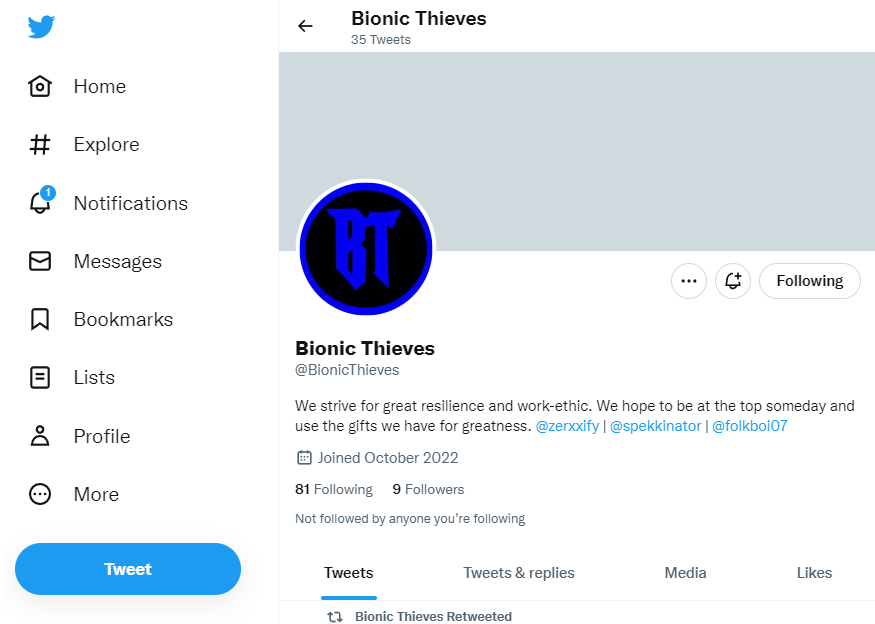 Home
Explore
1
Notifications
Messages
Bookmarks
Lists
Profile
More
Tweet
Bionic Thieves
35 Tweets
BT
Following
Bionic Thieves
@BionicThieves
We strive for great resilience and work-ethic. We hope to be at the top someday and
use the gifts we have for greatness. @zerxxify | @spekkinator | @folkboi07
Joined October 2022
81 Following 9 Followers
Not followed by anyone you’re following
Tweets Tweets & replies Media Likes
Bionic Thieves Retweeted